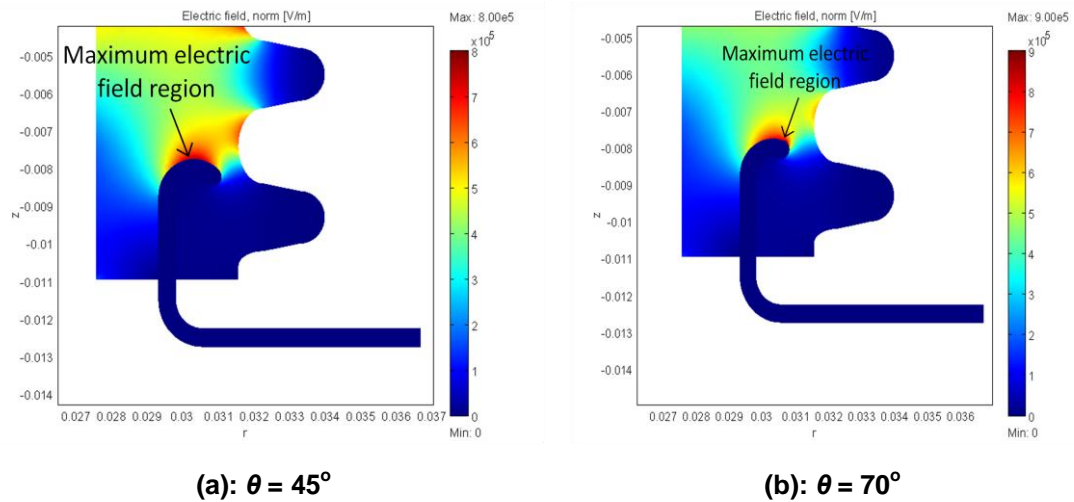 Electric field, norm [V/m]
Max: 8.00e5
×10⁵
Maximum electric
field region
-0.005
-0.006
-0.007
-0.008
-0.009
-0.01
-0.011
-0.012
-0.013
-0.014
z
0.027 0.028 0.029 0.03 0.031 0.032 0.033 0.034 0.035 0.036 0.037
r
8
7
6
5
4
3
2
1
0
Min: 0
(a): θ = 45°
Electric field, norm [V/m]
Max: 9.00e5
×10⁵
Maximum electric
field region
-0.005
-0.006
-0.007
-0.008
-0.009
-0.01
-0.011
-0.012
-0.013
-0.014
z
0.028 0.029 0.03 0.031 0.032 0.033 0.034 0.035 0.036
r
9
8
7
6
5
4
3
2
1
0
Min: 0
(b): θ = 70°